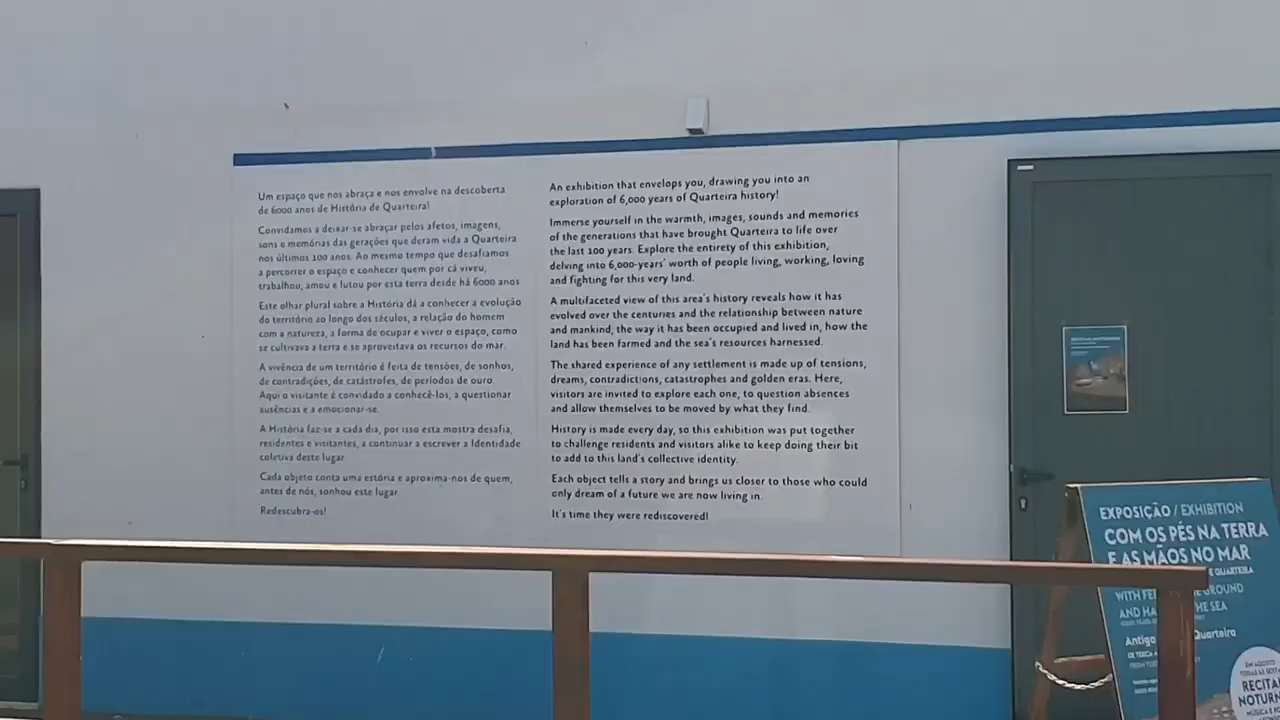 Um espaço que nos abraça e nos envolve na descoberta
de 6000 anos de História de Quarteira!
Convidamos a deixar-se abraçar pelos afetos, imagens,
sons e memórias das gerações que deram vida a Quarteira
nos últimos 100 anos. Ao mesmo tempo que desafiamos
a percorrer o espaço e conhecer quem por cá viveu,
trabalhou, amou e lutou por esta terra desde há 6000 anos
Este olhar plural sobre a História dá a conhecer a evolução
do território ao longo dos séculos, a relação do homem
com a natureza, a forma de ocupar e viver o espaço, como
se cultivava a terra e se aproveitava os recursos do mar.
A vivência de um território é feita de tensões, de sonhos,
de contradições, de catástrofes, de períodos de ouro.
Aqui o visitante é convidado a conhecê-los, a questionar
ausências e a emocionar-se.
A História faz-se a cada dia, por isso esta mostra desafia,
residentes e visitantes, a continuar a escrever a Identidade
coletiva deste lugar.
Cada objeto conta uma estória e aproxima-nos de quem,
antes de nós, sonhou este lugar.
Redescubra-os!
An exhibition that envelops you, drawing you into an
exploration of 6,000 years of Quarteira history!
Immerse yourself in the warmth, images, sounds and memories
of the generations that have brought Quarteira to life over
the last 100 years. Explore the entirety of this exhibition,
delving into 6,000-years' worth of people living, working, loving
and fighting for this very land.
A multifaceted view of this area's history reveals how it has
evolved over the centuries and the relationship between nature
and mankind, the way it has been occupied and lived in, how the
land has been farmed and the sea's resources harnessed.
The shared experience of any settlement is made up of tensions,
dreams, contradictions, catastrophes and golden eras. Here,
visitors are invited to explore each one, to question absences
and allow themselves to be moved by what they find.
History is made every day, so this exhibition was put together
to challenge residents and visitors alike to keep doing their bit
to add to this land's collective identity.
Each object tells a story and brings us closer to those who could
only dream of a future we are now living in.
It's time they were rediscovered!
EXPOSIÇÃO / EXHIBITION
COM OS PÉS NA TERRA
E AS MÃOS NO MAR
E QUARTEIRA
WITH FE GROUND
AND HA HE SEA
Antiga Quarteira
EM AGOSTO
RECITA
NOTURN